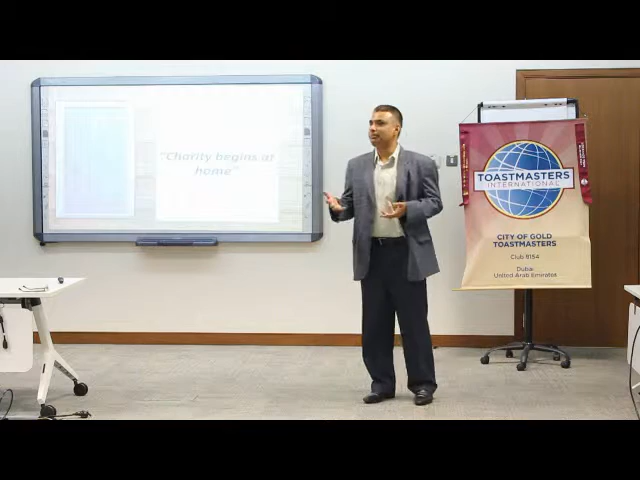 "Charity begins at
home"
TOASTMASTERS
INTERNATIONAL
CITY OF GOLD
TOASTMASTERS
Club 8154
Dubai
United Arab Emirates